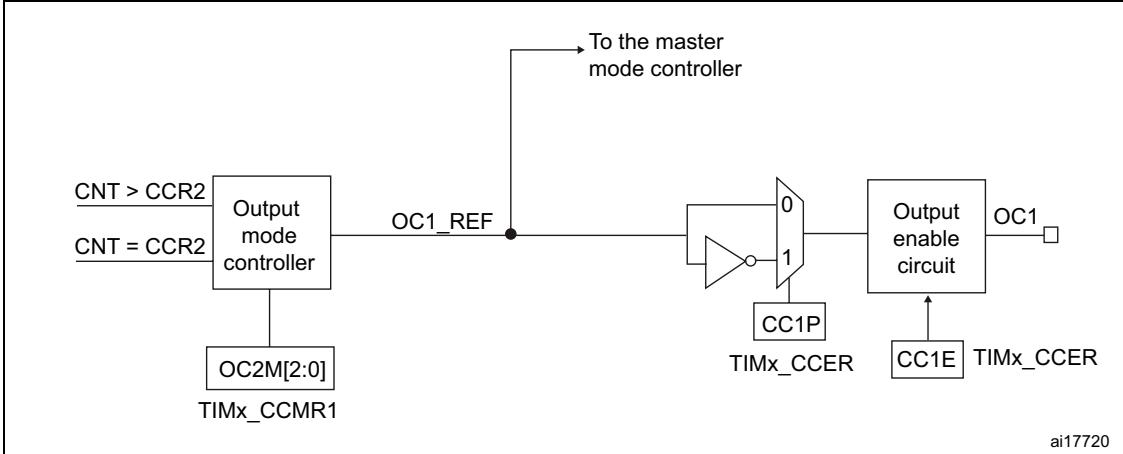 To the master
mode controller
CNT > CCR2
CNT = CCR2
Output
mode
controller
OC1_REF
0
1
Output
enable
circuit
OC1
CC1P
TIMx_CCER
CC1E
TIMx_CCER
OC2M[2:0]
TIMx_CCMR1
ai17720